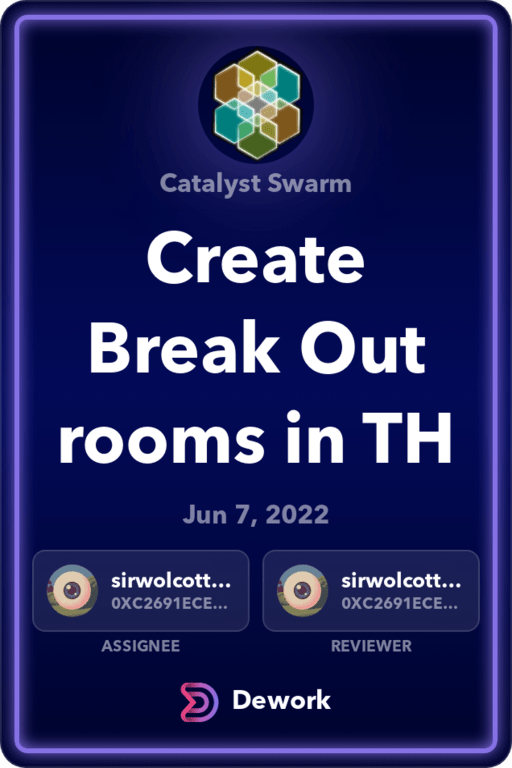 Catalyst Swarm
Create
Break Out
rooms in TH
Jun 7, 2022
sirwolcott...
0XC2691ECE...
ASSIGNEE
sirwolcott...
0XC2691ECE...
REVIEWER
Dework